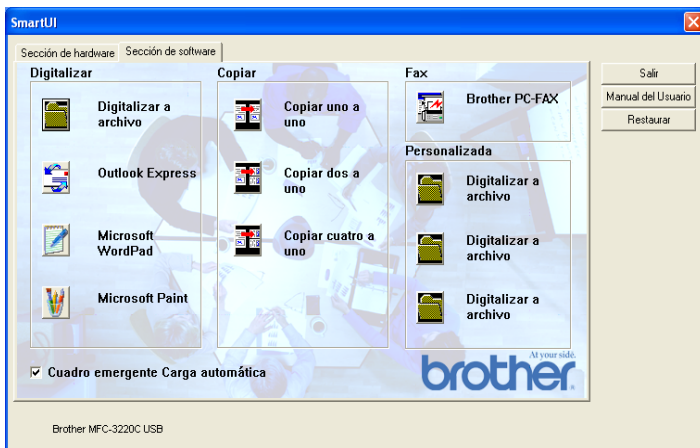 SmartUI
Sección de hardware
Sección de software
Digitalizar
Digitalizar a
archivo
Outlook Express
Microsoft
WordPad
Microsoft Paint
Copiar
Copiar uno a
uno
Copiar dos a
uno
Copiar cuatro a
uno
Fax
Brother PC-FAX
Personalizada
Digitalizar a
archivo
Digitalizar a
archivo
Digitalizar a
archivo
Salir
Manual del Usuario
Restaurar
Cuadro emergente Carga automática
At your side.
brother
Brother MFC-3220C USB